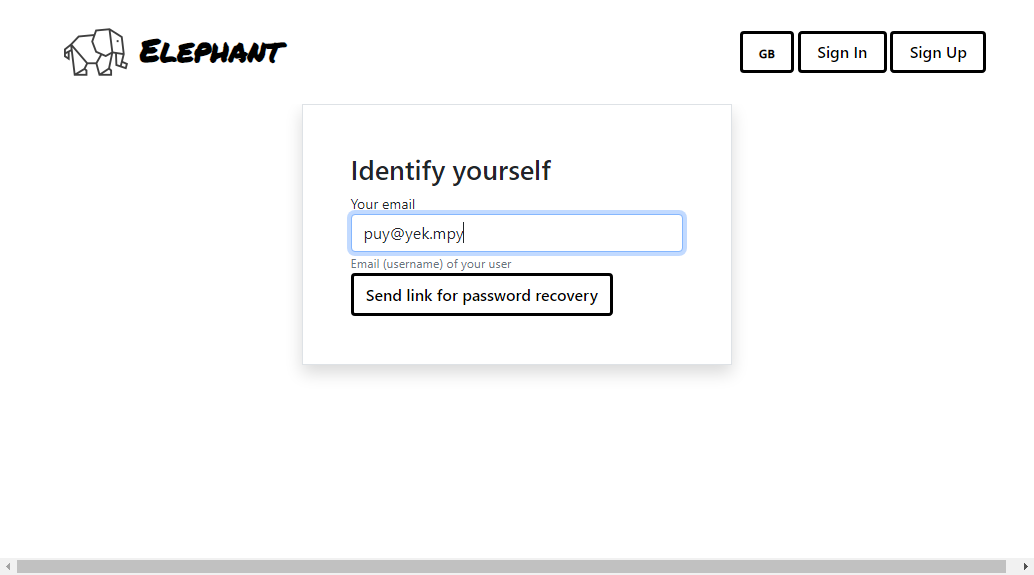 Elephant
GB
Sign In
Sign Up
Identify yourself
Your email
puy@yek.mpy
Email (username) of your user
Send link for password recovery